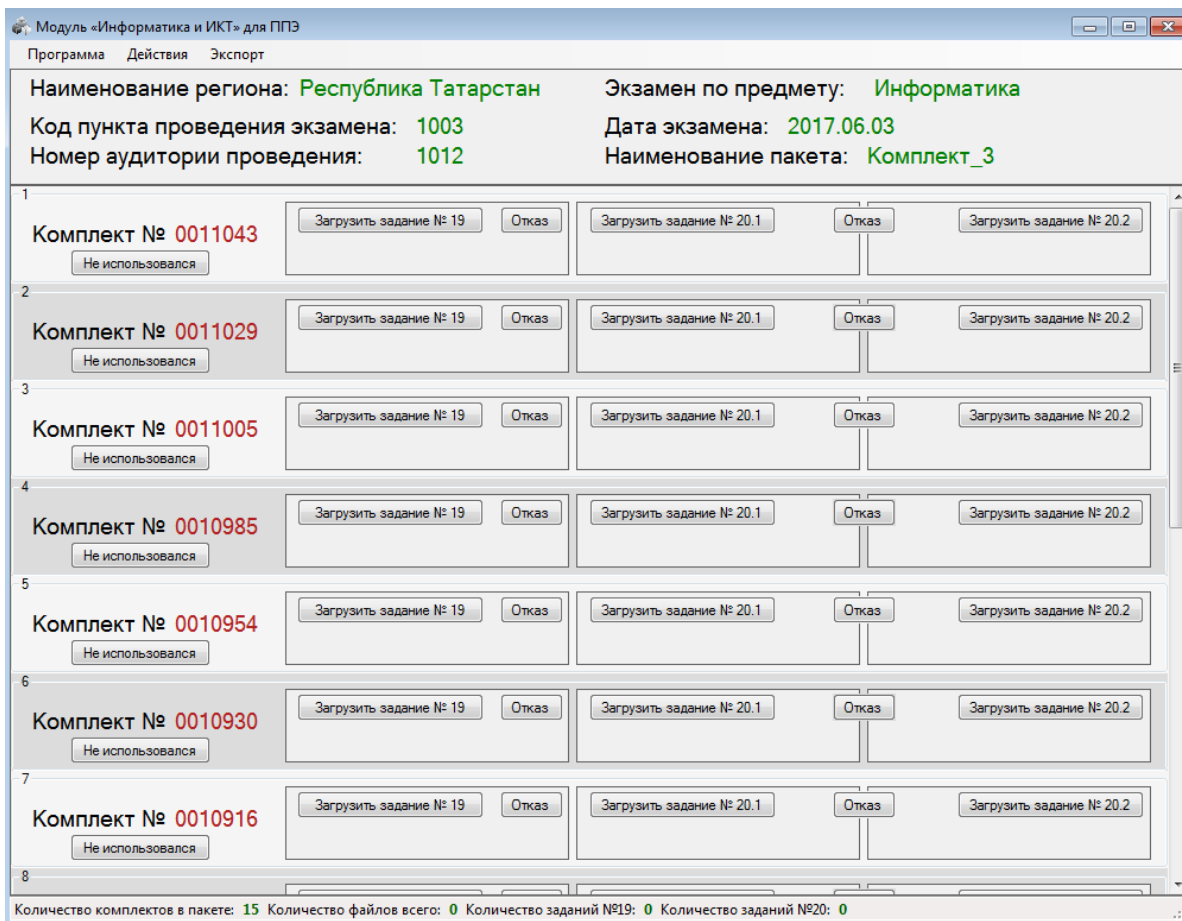 Модуль «Информатика и ИКТ» для ППЭ
Программа Действия Экспорт
Наименование региона: Республика Татарстан Экзамен по предмету: Информатика
Код пункта проведения экзамена: 1003 Дата экзамена: 2017.06.03
Номер аудитории проведения: 1012 Наименование пакета: Комплект_3
1
Загрузить задание № 19 Отказ Загрузить задание № 20.1 Отказ Загрузить задание № 20.2
Комплект № 0011043
Не использовался
2
Загрузить задание № 19 Отказ Загрузить задание № 20.1 Отказ Загрузить задание № 20.2
Комплект № 0011029
Не использовался
3
Загрузить задание № 19 Отказ Загрузить задание № 20.1 Отказ Загрузить задание № 20.2
Комплект № 0011005
Не использовался
4
Загрузить задание № 19 Отказ Загрузить задание № 20.1 Отказ Загрузить задание № 20.2
Комплект № 0010985
Не использовался
5
Загрузить задание № 19 Отказ Загрузить задание № 20.1 Отказ Загрузить задание № 20.2
Комплект № 0010954
Не использовался
6
Загрузить задание № 19 Отказ Загрузить задание № 20.1 Отказ Загрузить задание № 20.2
Комплект № 0010930
Не использовался
7
Загрузить задание № 19 Отказ Загрузить задание № 20.1 Отказ Загрузить задание № 20.2
Комплект № 0010916
Не использовался
8
Количество комплектов в пакете: 15 Количество файлов всего: 0 Количество заданий №19: 0 Количество заданий №20: 0